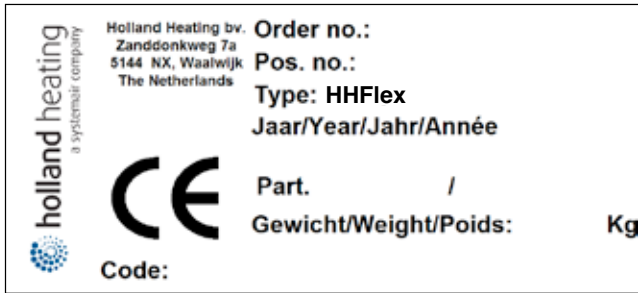 holland heating
a systemair company
Holland Heating bv.
Zanddonkweg 7a
5144 NX, Waalwijk
The Netherlands
Order no.:
Pos. no.:
Type: HHFlex
Jaar/Year/Jahr/Année
CE
Part. /
Gewicht/Weight/Poids: Kg
Code: